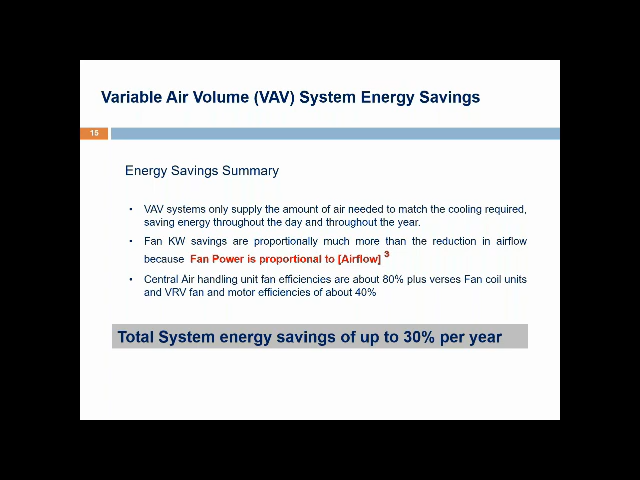 Variable Air Volume (VAV) System Energy Savings
15
Energy Savings Summary
• VAV systems only supply the amount of air needed to match the cooling required,
saving energy throughout the day and throughout the year.
• Fan KW savings are proportionally much more than the reduction in airflow
because Fan Power is proportional to [Airflow] 3
• Central Air handling unit fan efficiencies are about 80% plus verses Fan coil units
and VRV fan and motor efficiencies of about 40%
Total System energy savings of up to 30% per year